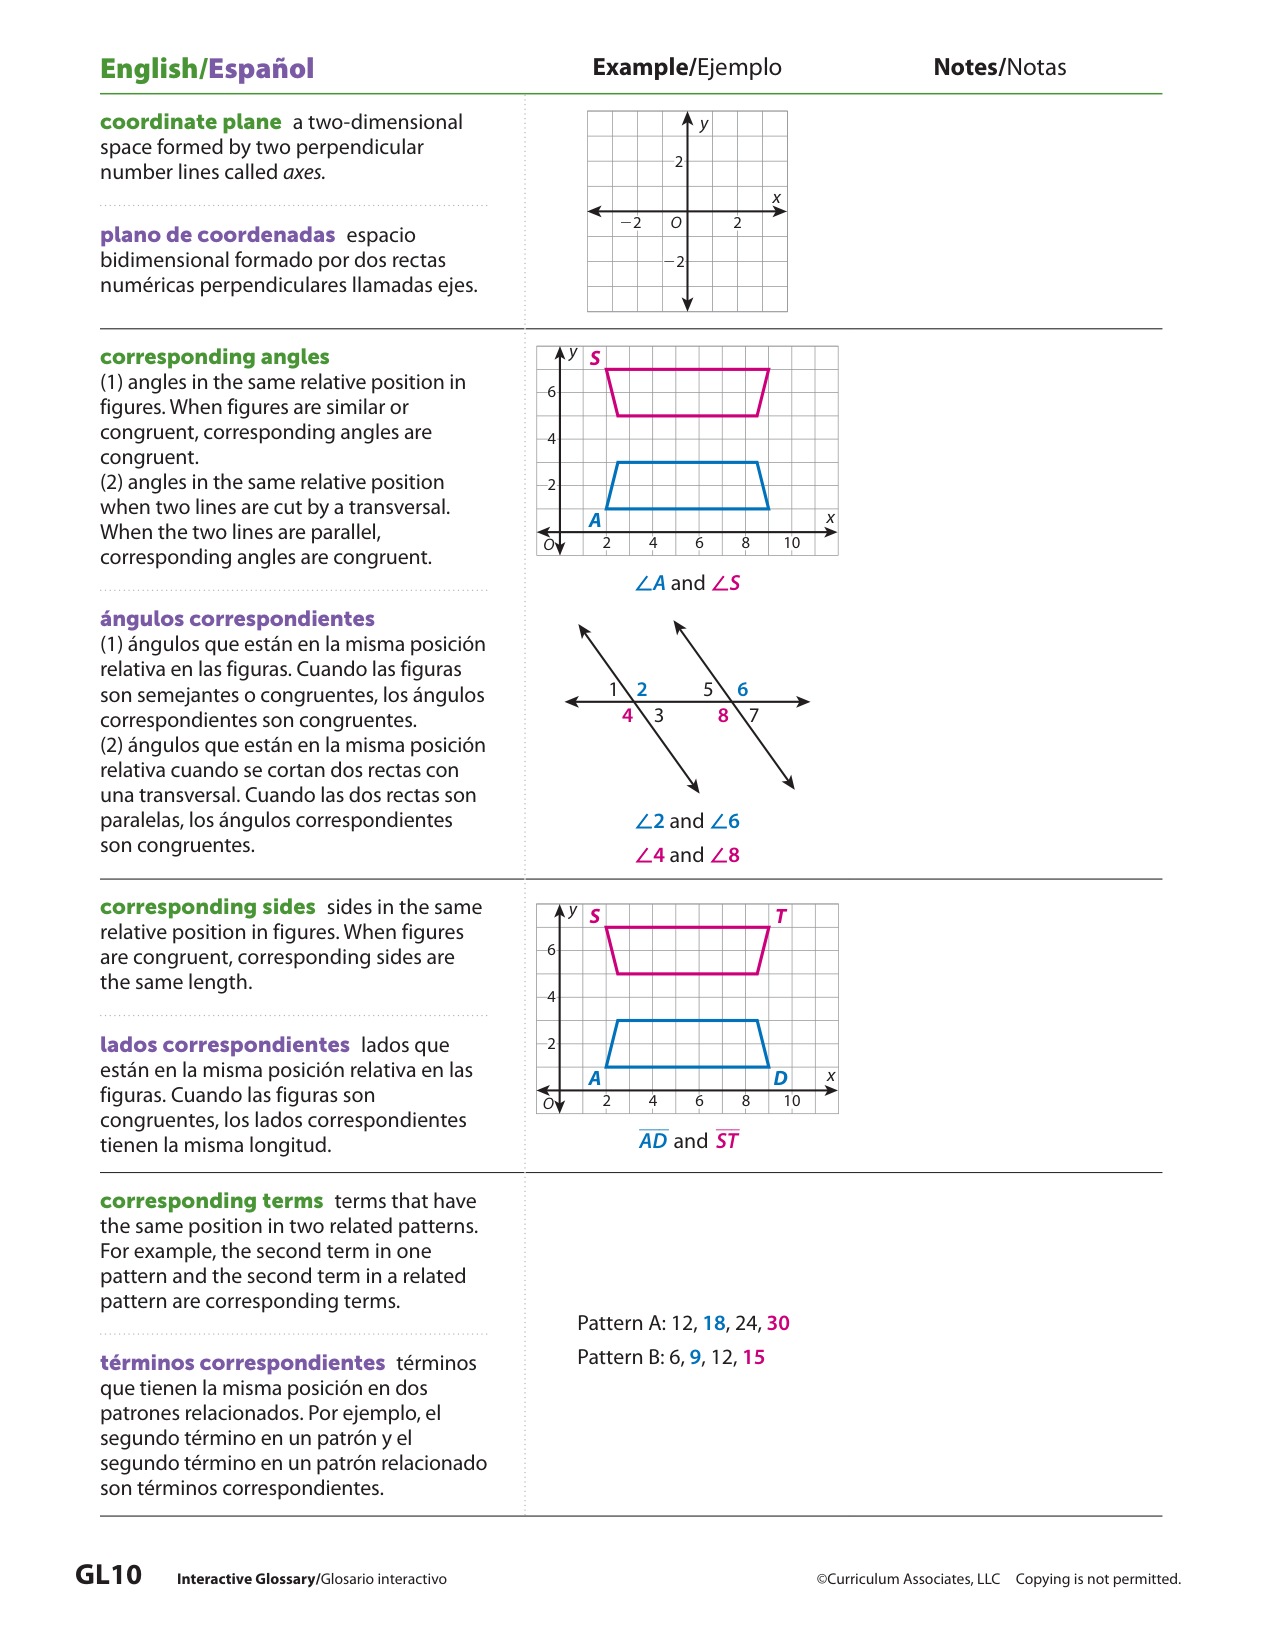 English/Español
Example/Ejemplo
Notes/Notas
coordinate plane a two-dimensional
space formed by two perpendicular
number lines called axes.
plano de coordenadas espacio
bidimensional formado por dos rectas
numéricas perpendiculares llamadas ejes.
y
2
x
−2 O 2
−2
corresponding angles
(1) angles in the same relative position in
figures. When figures are similar or
congruent, corresponding angles are
congruent.
(2) angles in the same relative position
when two lines are cut by a transversal.
When the two lines are parallel,
corresponding angles are congruent.
ángulos correspondientes
(1) ángulos que están en la misma posición
relativa en las figuras. Cuando las figuras
son semejantes o congruentes, los ángulos
correspondientes son congruentes.
(2) ángulos que están en la misma posición
relativa cuando se cortan dos rectas con
una transversal. Cuando las dos rectas son
paralelas, los ángulos correspondientes
son congruentes.
y S
6
4
2
A x
O 2 4 6 8 10
∠A and ∠S
1 2 5 6
4 3 8 7
∠2 and ∠6
∠4 and ∠8
corresponding sides sides in the same
relative position in figures. When figures
are congruent, corresponding sides are
the same length.
lados correspondientes lados que
están en la misma posición relativa en las
figuras. Cuando las figuras son
congruentes, los lados correspondientes
tienen la misma longitud.
y S T
6
4
2
A D x
O 2 4 6 8 10
AD and ST
corresponding terms terms that have
the same position in two related patterns.
For example, the second term in one
pattern and the second term in a related
pattern are corresponding terms.
términos correspondientes términos
que tienen la misma posición en dos
patrones relacionados. Por ejemplo, el
segundo término en un patrón y el
segundo término en un patrón relacionado
son términos correspondientes.
Pattern A: 12, 18, 24, 30
Pattern B: 6, 9, 12, 15
GL10 Interactive Glossary/Glosario interactivo
©Curriculum Associates, LLC Copying is not permitted.